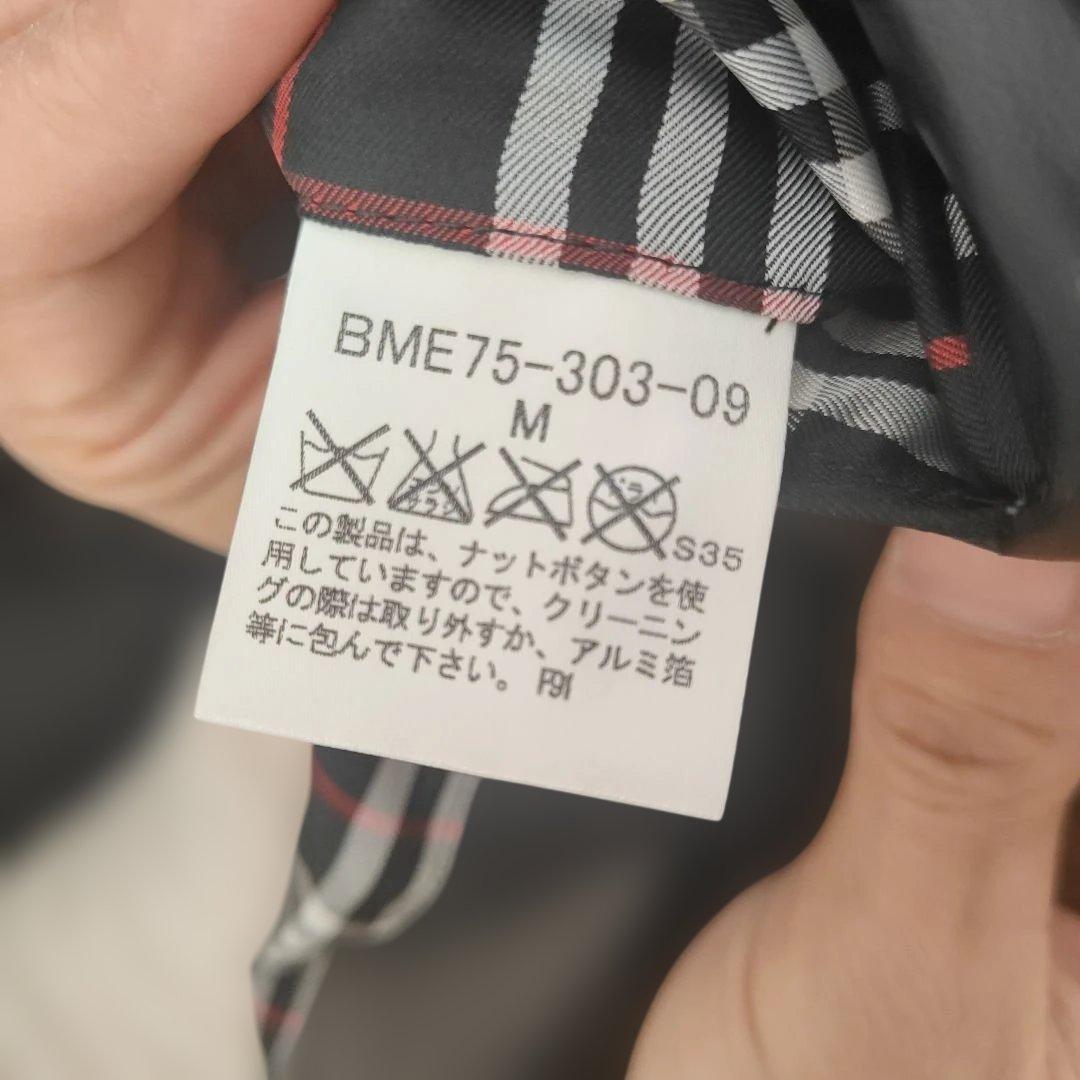 BME75-303-09
M
S35
この製品は、ナットボタンを使
用していますので、クリーニン
グの際は取り外すか、アルミ箔
等に包んで下さい。